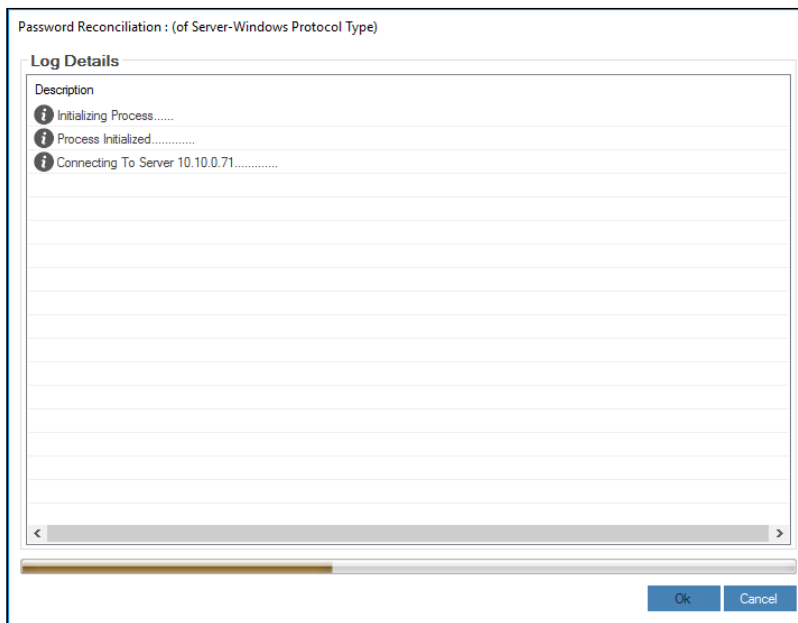 Password Reconciliation : (of Server-Windows Protocol Type)
Log Details
Description
Initializing Process......
Process Initialized.............
Connecting To Server 10.10.0.71.............
Ok Cancel